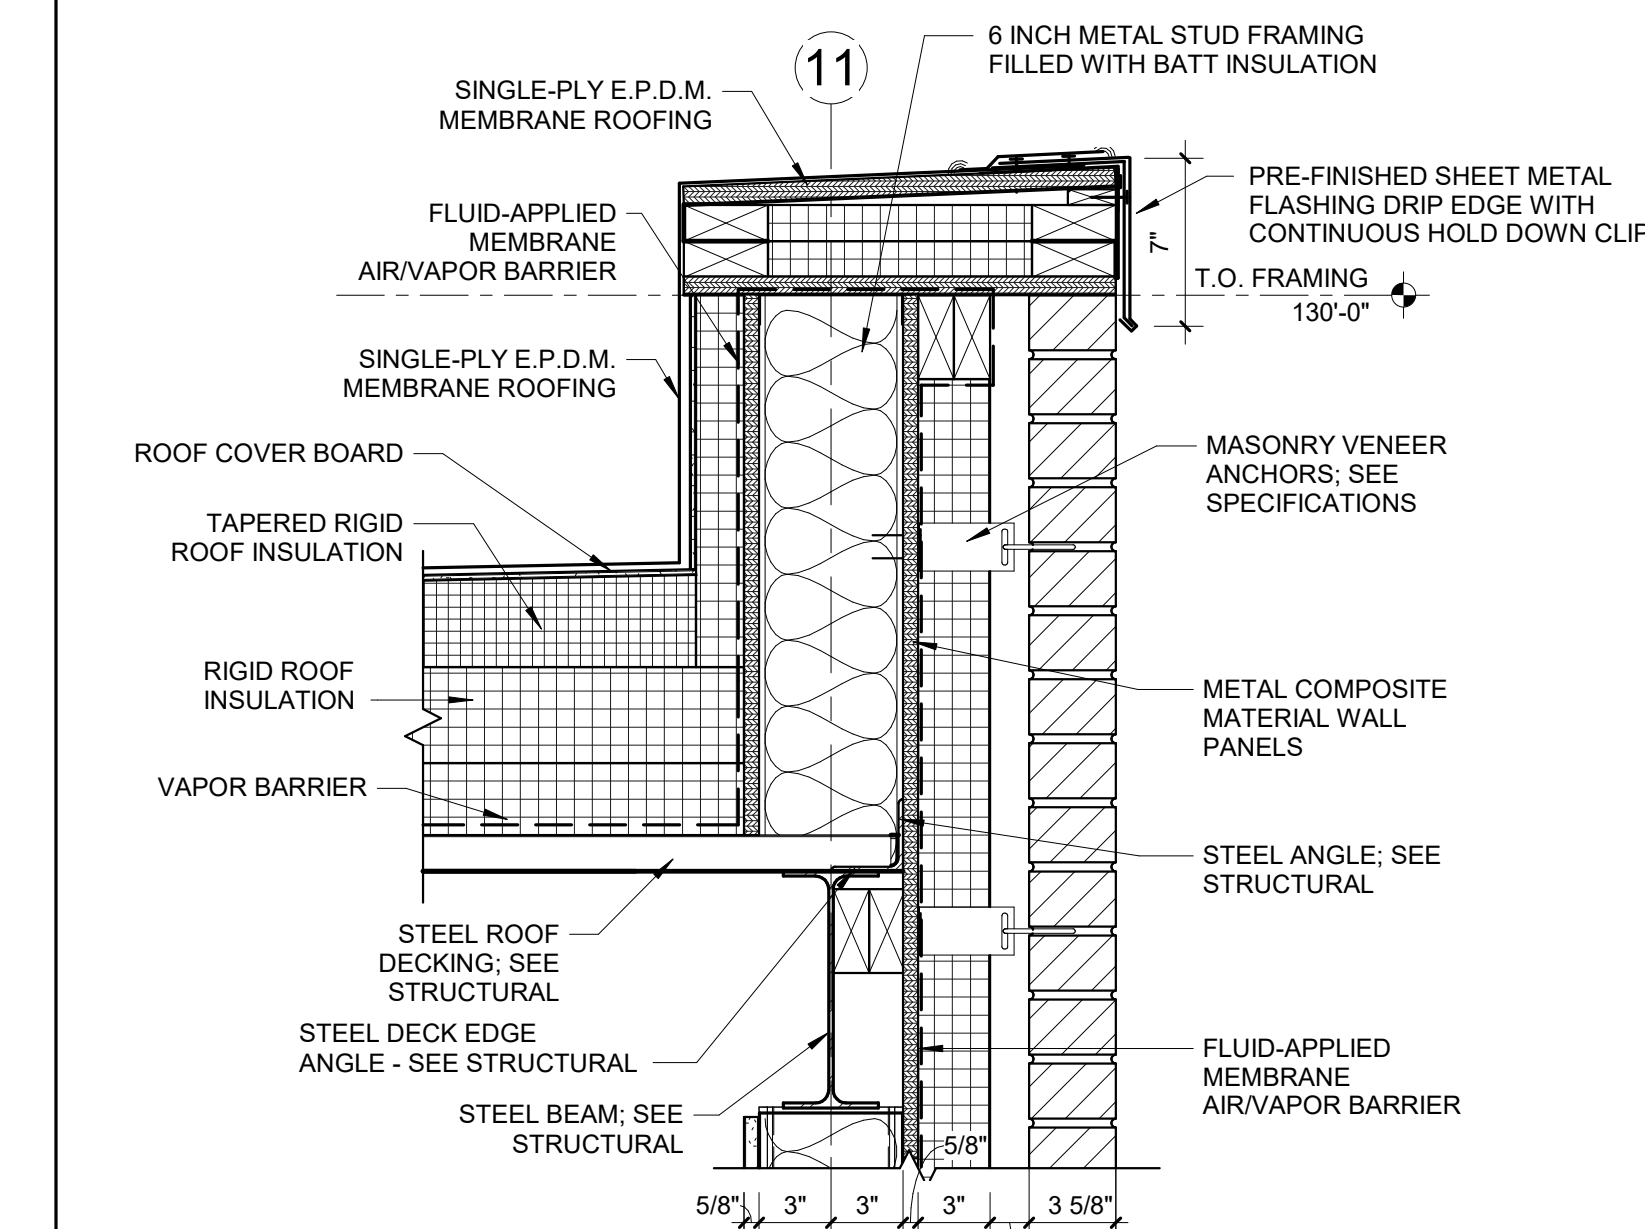 6 INCH METAL STUD FRAMING
FILLED WITH BATT INSULATION
11
SINGLE-PLY E.P.D.M.
MEMBRANE ROOFING
PRE-FINISHED SHEET METAL
FLASHING DRIP EDGE WITH
CONTINUOUS HOLD DOWN CLIP
7"
FLUID-APPLIED
MEMBRANE
AIR/VAPOR BARRIER
T.O. FRAMING
130'-0"
SINGLE-PLY E.P.D.M.
MEMBRANE ROOFING
ROOF COVER BOARD
MASONRY VENEER
ANCHORS; SEE
SPECIFICATIONS
TAPERED RIGID
ROOF INSULATION
RIGID ROOF
INSULATION
METAL COMPOSITE
MATERIAL WALL
PANELS
VAPOR BARRIER
STEEL ANGLE; SEE
STRUCTURAL
STEEL ROOF
DECKING; SEE
STRUCTURAL
STEEL DECK EDGE
ANGLE - SEE STRUCTURAL
FLUID-APPLIED
MEMBRANE
AIR/VAPOR BARRIER
STEEL BEAM; SEE
STRUCTURAL
5/8"
5/8" 3" 3" 3" 3 5/8"